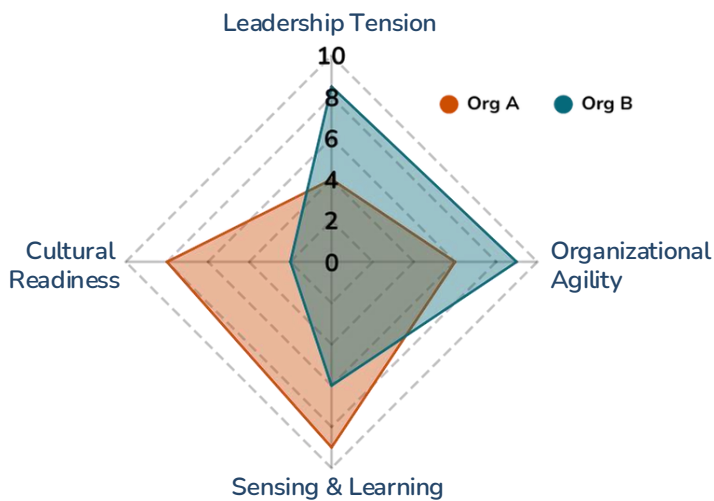 Leadership Tension
10
Org A
Org B
8
6
4
2
0
Cultural
Readiness
Organizational
Agility
Sensing & Learning